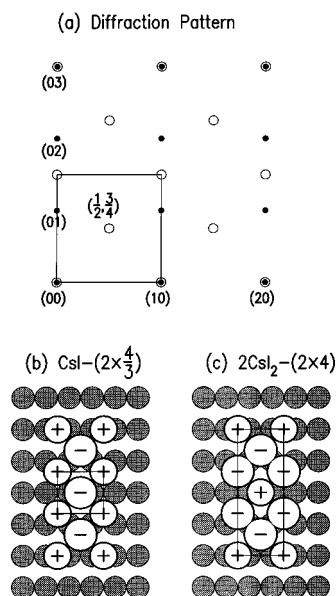 (a) Diffraction Pattern
(03)
(02)
(½,¾)
(01)
(00) (10) (20)
(b) CsI–(2×4/3) (c) 2CsI₂–(2×4)
+ + + +
− −
+ + − −
− +
+ + − −
− −
+ + + +